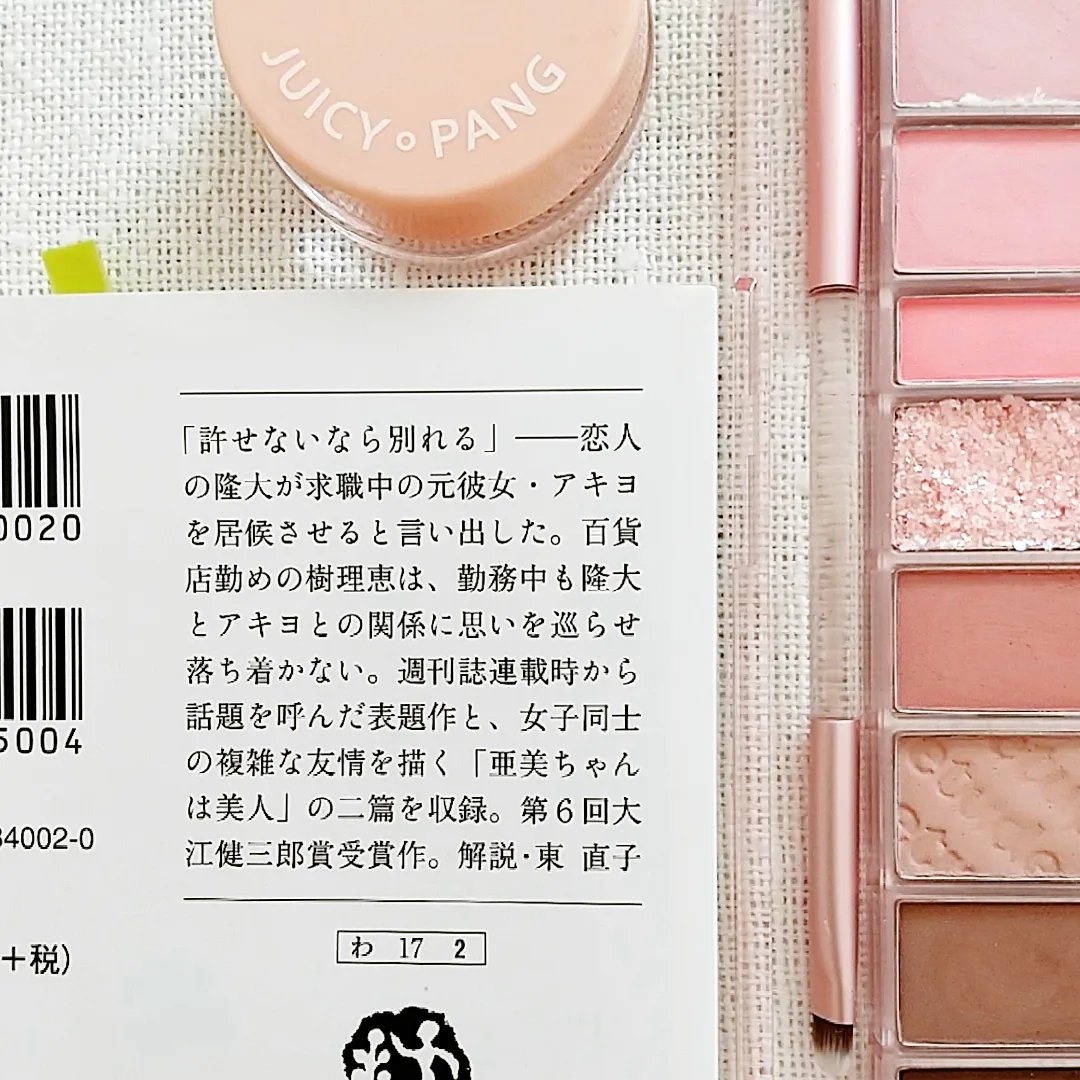 JUICY PANG
0020
5004
34002-0
+税)
「許せないなら別れる」――恋人
の隆大が求職中の元彼女・アキヨ
を居候させると言い出した。百貨
店勤めの樹理恵は、勤務中も隆大
とアキヨとの関係に思いを巡らせ
落ち着かない。週刊誌連載時から
話題を呼んだ表題作と、女子同士
の複雑な友情を描く「亜美ちゃん
は美人」の二篇を収録。第6回大
江健三郎賞受賞作。解説・東 直子
わ 17 2